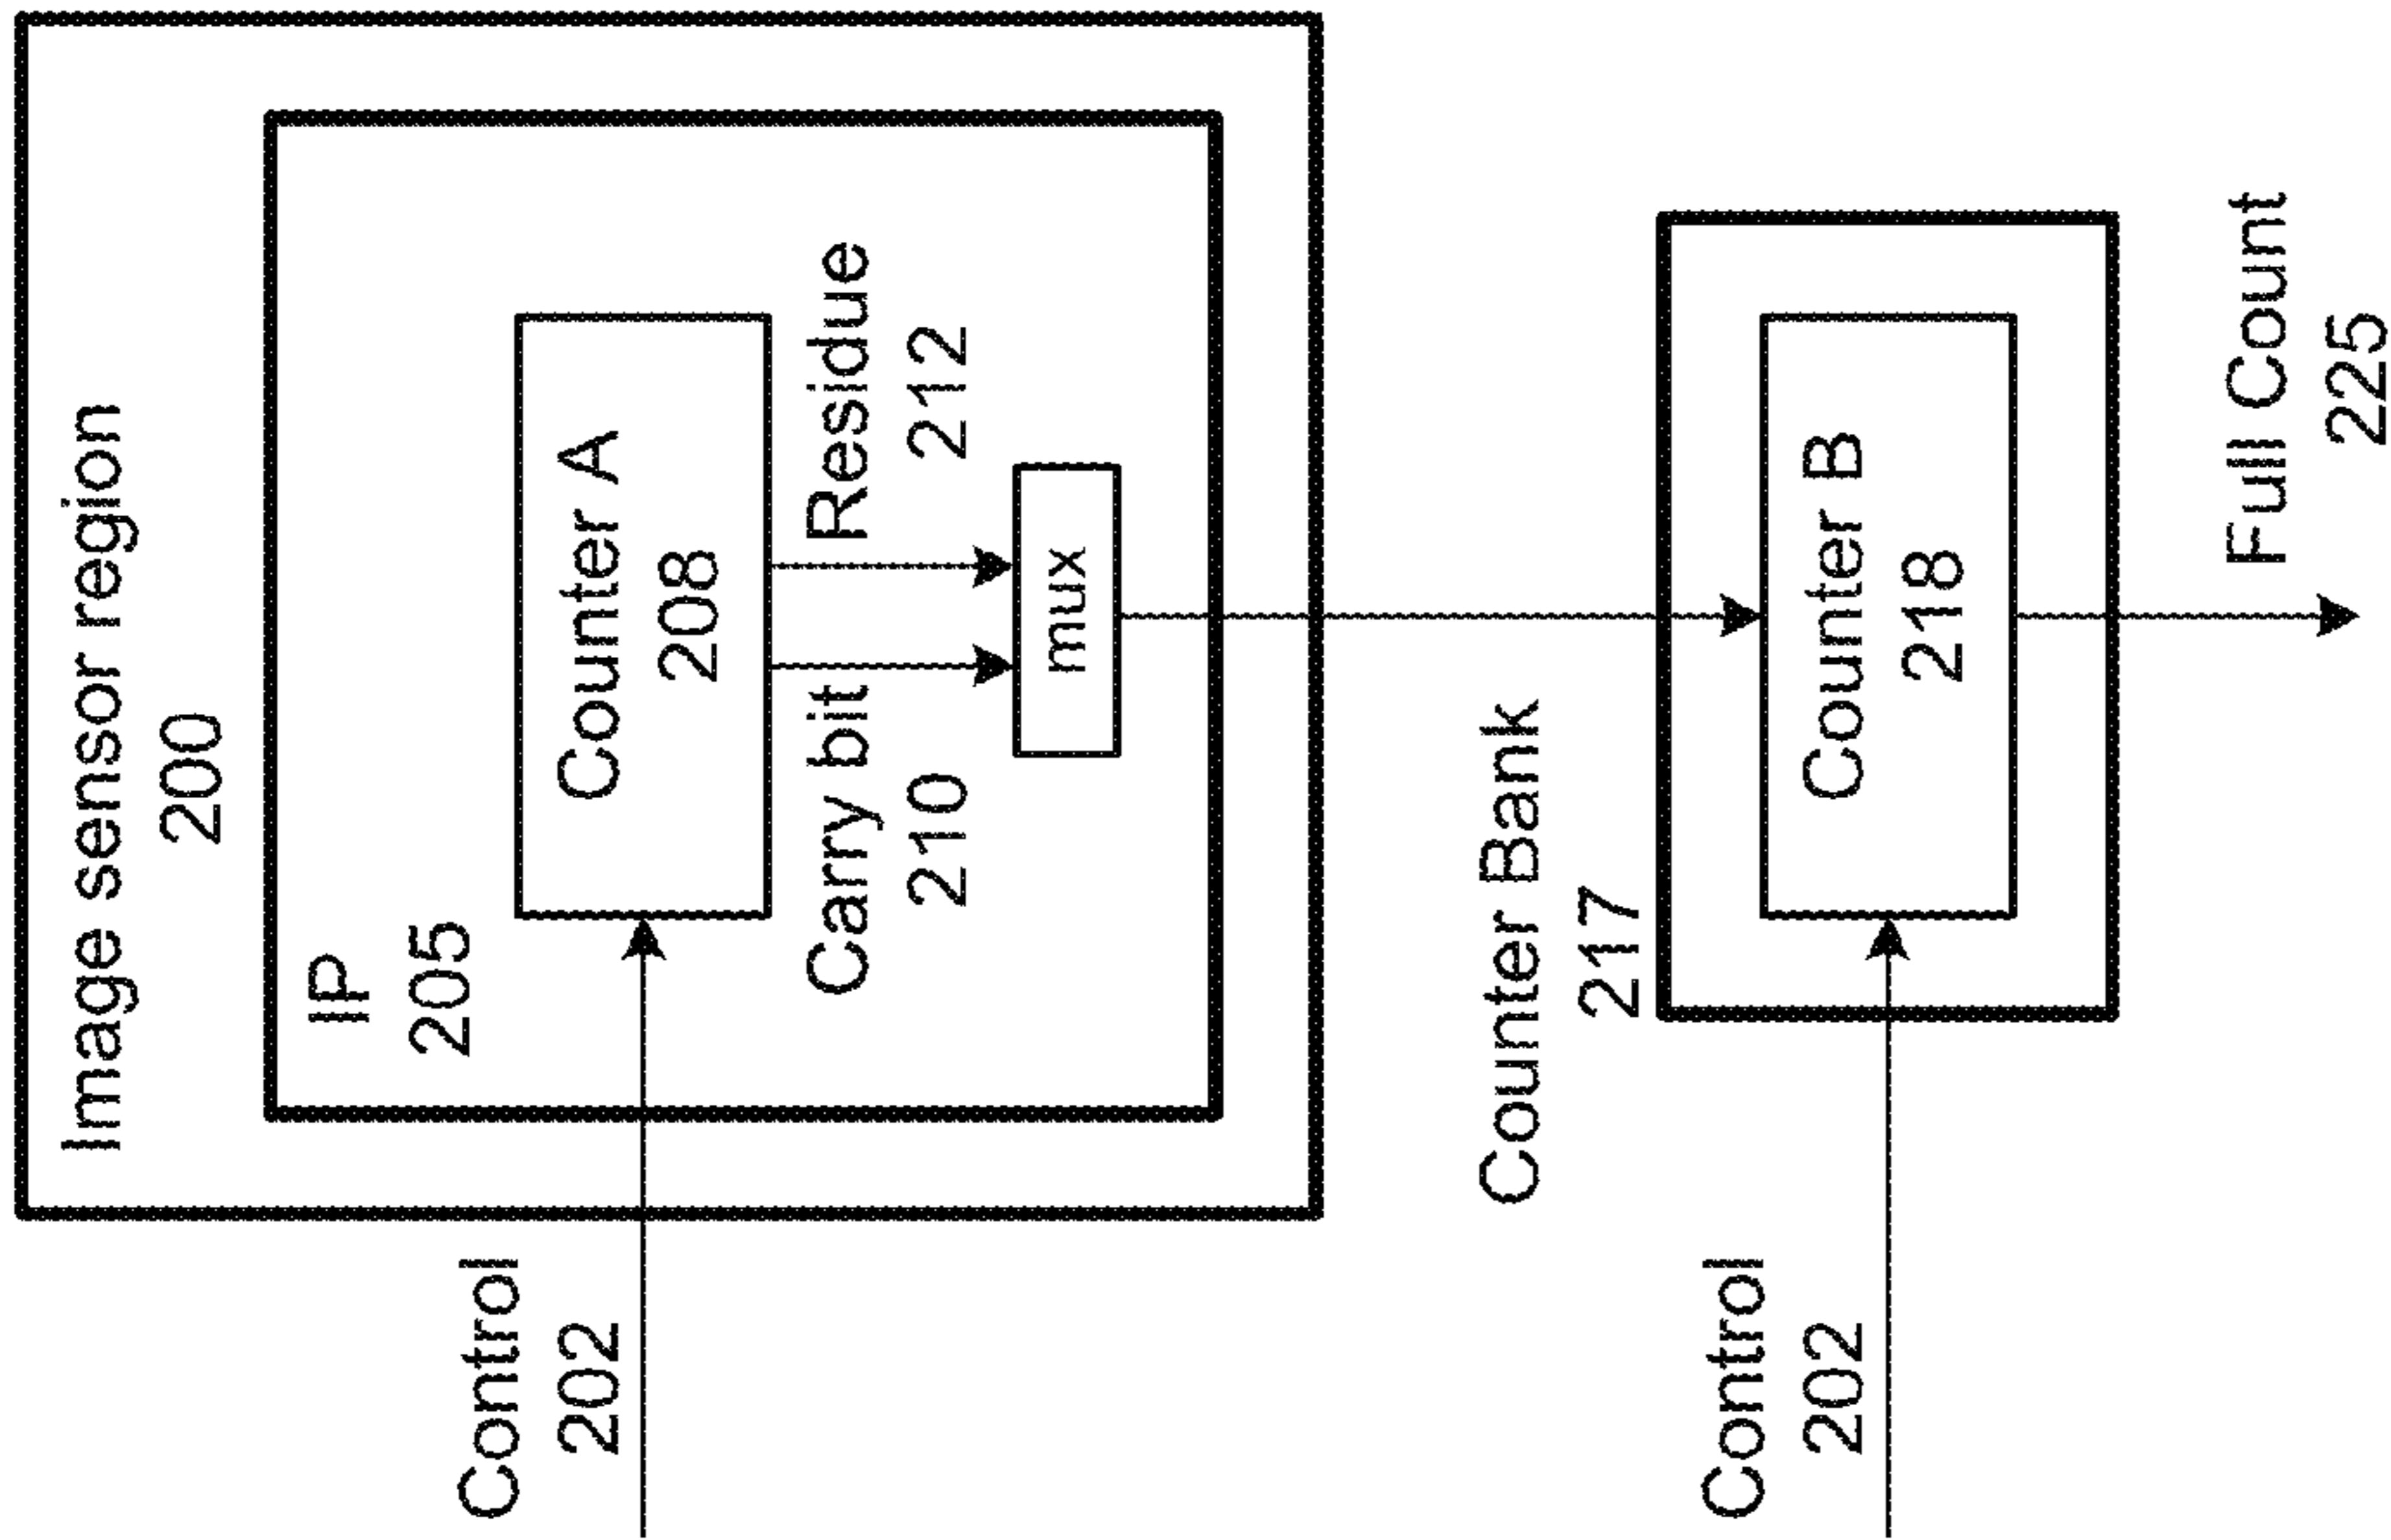 Image sensor region
200
IP
205
Control
202
Counter A
208
Carry bit
210
Residue
212
mux
Counter Bank
217
Control
202
Counter B
218
Full Count
225